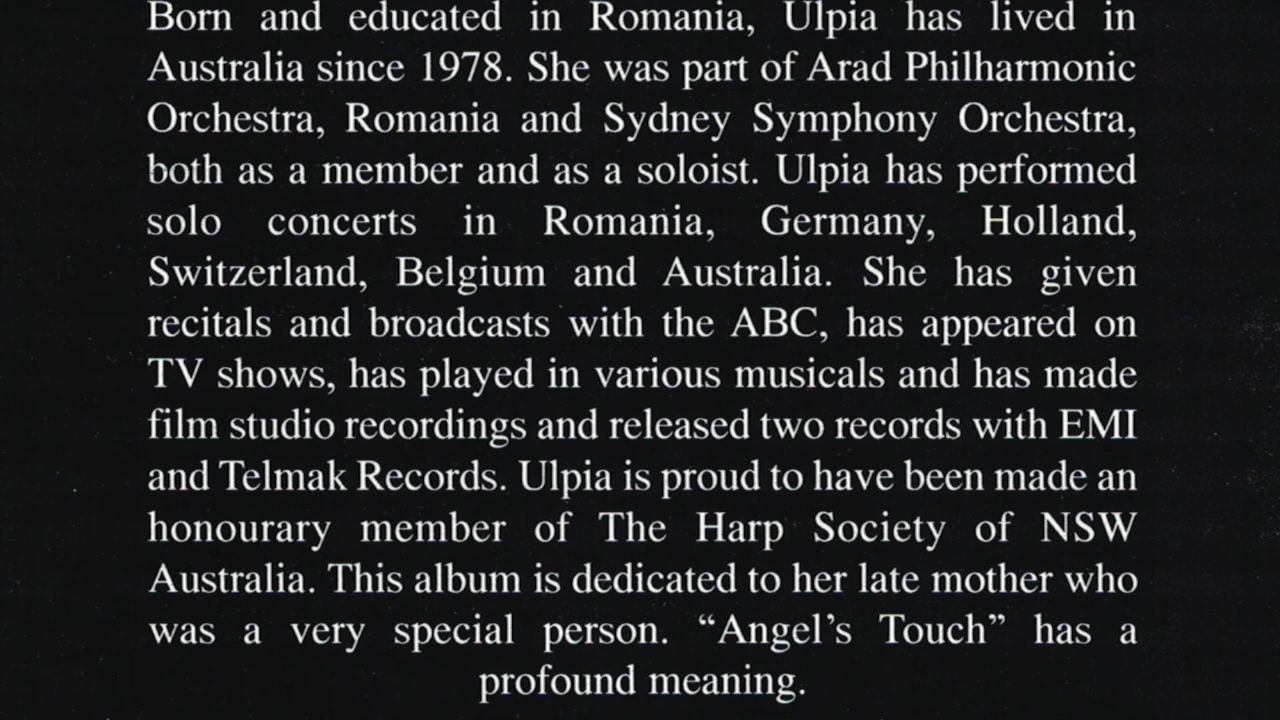 Born and educated in Romania, Ulpia has lived in
Australia since 1978. She was part of Arad Philharmonic
Orchestra, Romania and Sydney Symphony Orchestra,
both as a member and as a soloist. Ulpia has performed
solo concerts in Romania, Germany, Holland,
Switzerland, Belgium and Australia. She has given
recitals and broadcasts with the ABC, has appeared on
TV shows, has played in various musicals and has made
film studio recordings and released two records with EMI
and Telmak Records. Ulpia is proud to have been made an
honourary member of The Harp Society of NSW
Australia. This album is dedicated to her late mother who
was a very special person. “Angel’s Touch” has a
profound meaning.